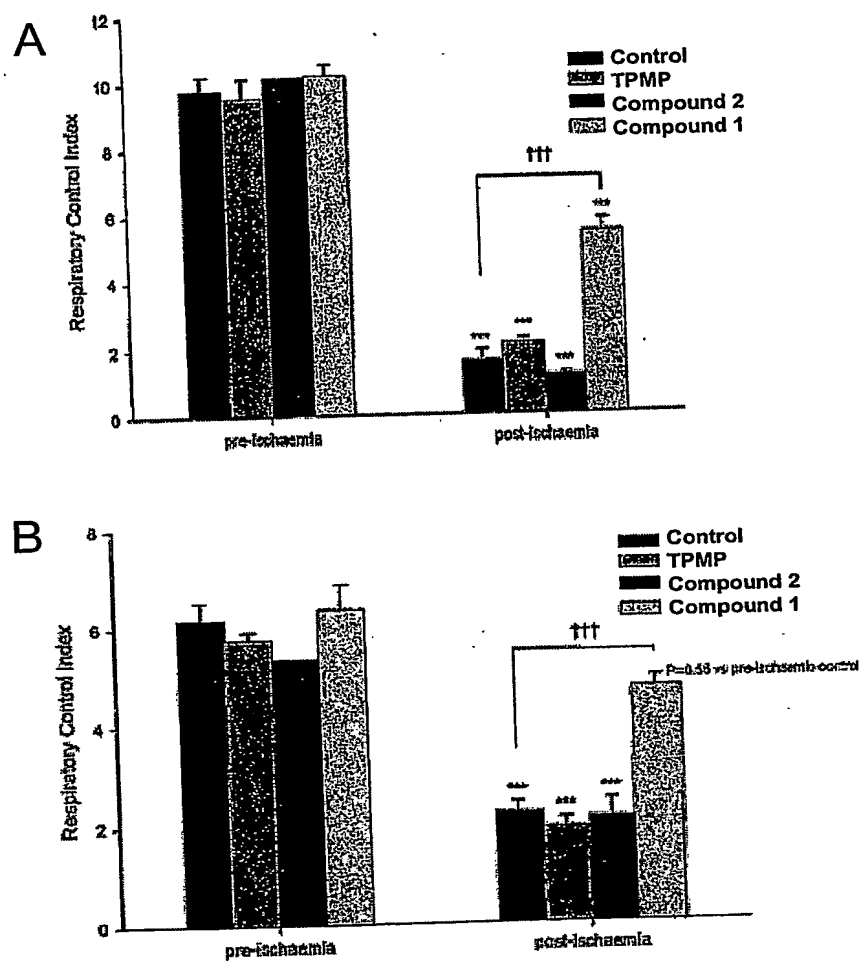 A
Respiratory Control Index
12
10
8
6
4
2
0
Control
TPMP
Compound 2
Compound 1
†††
***
***
***
***
pre-ischaemia
post-ischaemia
B
Respiratory Control Index
8
6
4
2
0
Control
TPMP
Compound 2
Compound 1
†††
P=0.56 vs pre-ischaemic control
***
***
***
pre-ischaemia
post-ischaemia